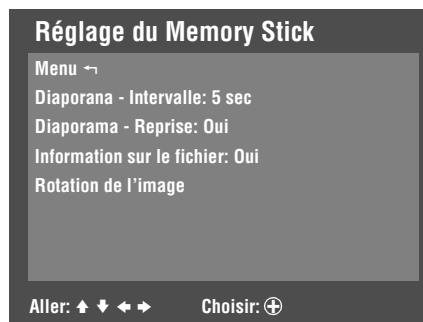 Réglage du Memory Stick
Menu
Diaporana - Intervalle: 5 sec
Diaporama - Reprise: Oui
Information sur le fichier: Oui
Rotation de l'image
Aller: Choisir: